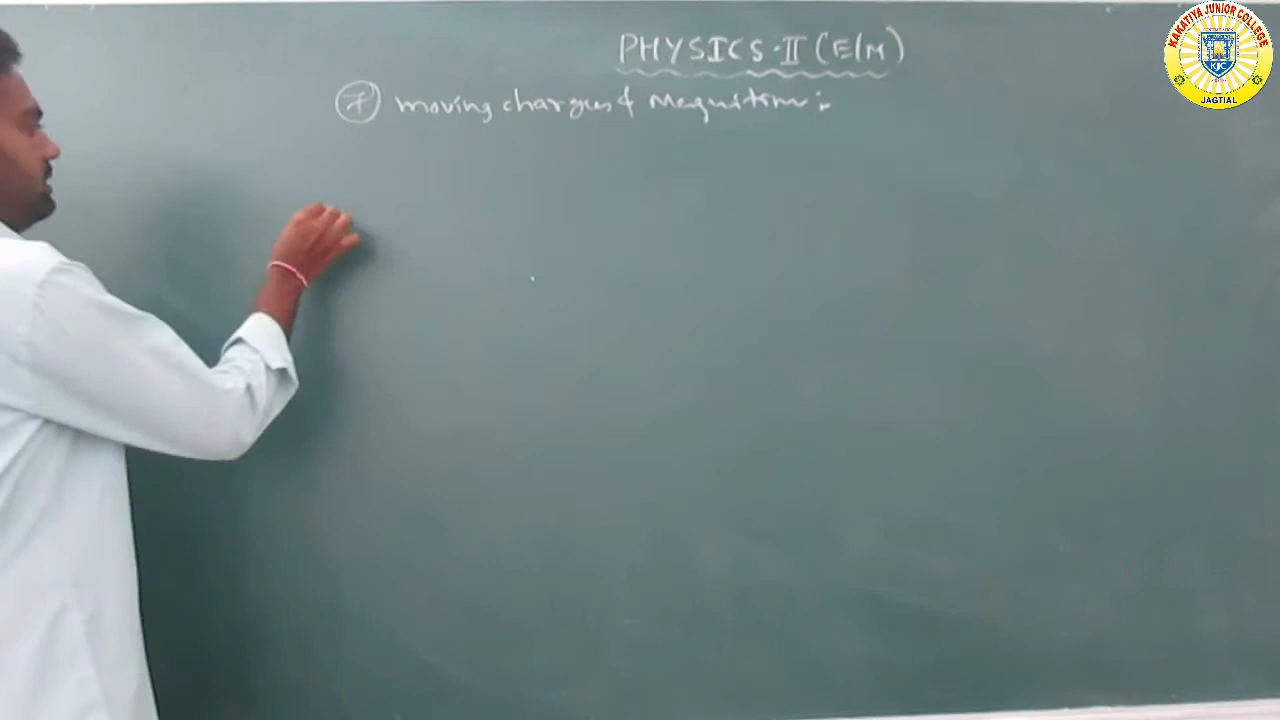 PHYSICS-II (E/M)
7 moving charges & Magnetism:-
KAKATIYA JUNIOR COLLEGE
KJC
JAGTIAL